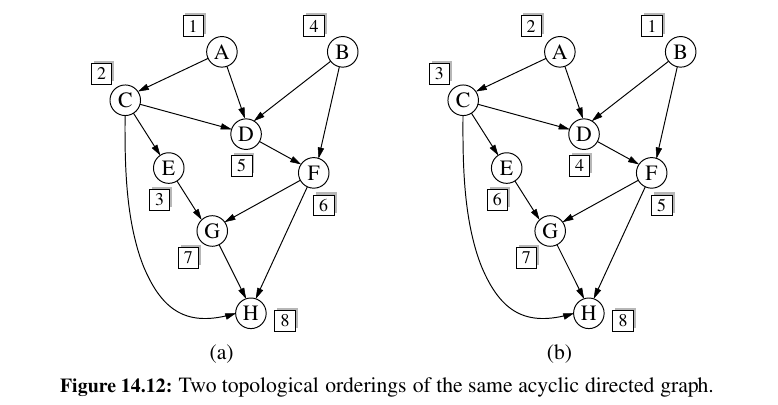 1 4 2 1
A B A B
2 3
C C
D D
E 5 F E 4 F
3 6 6 5
G G
7 7
H 8 H 8
(a) (b)
Figure 14.12: Two topological orderings of the same acyclic directed graph.